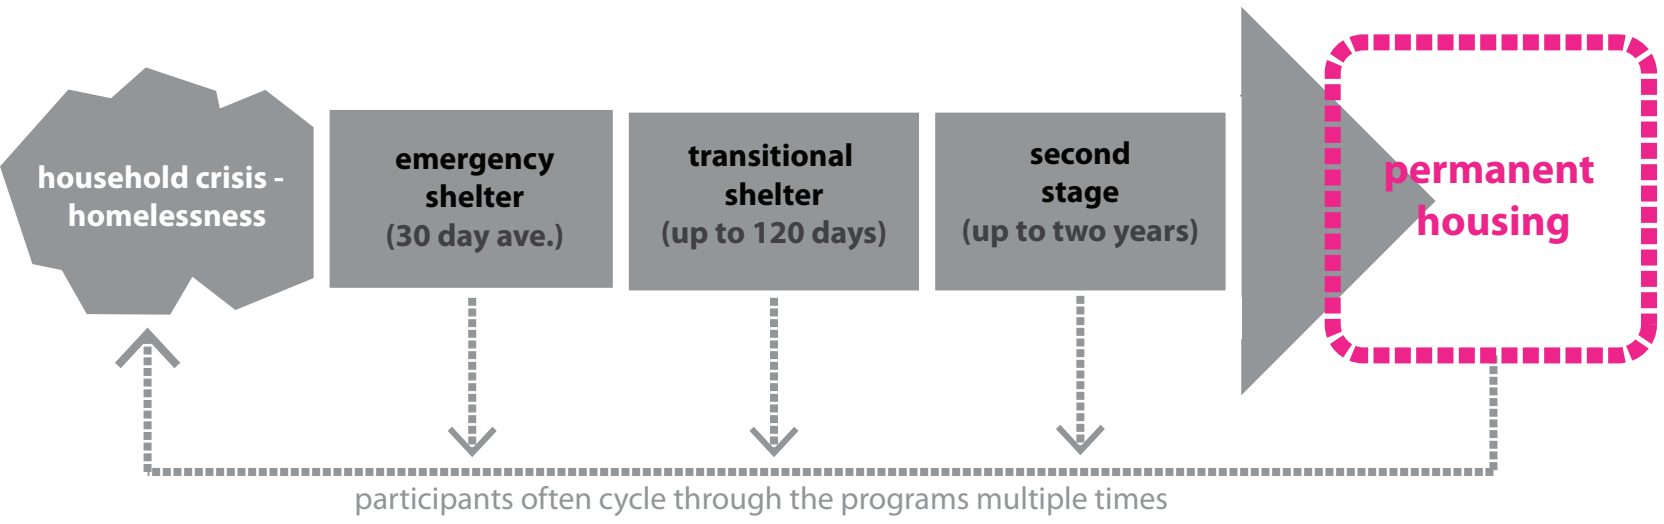 household crisis -
homelessness
emergency
shelter
(30 day ave.)
transitional
shelter
(up to 120 days)
second
stage
(up to two years)
permanent
housing
participants often cycle through the programs multiple times